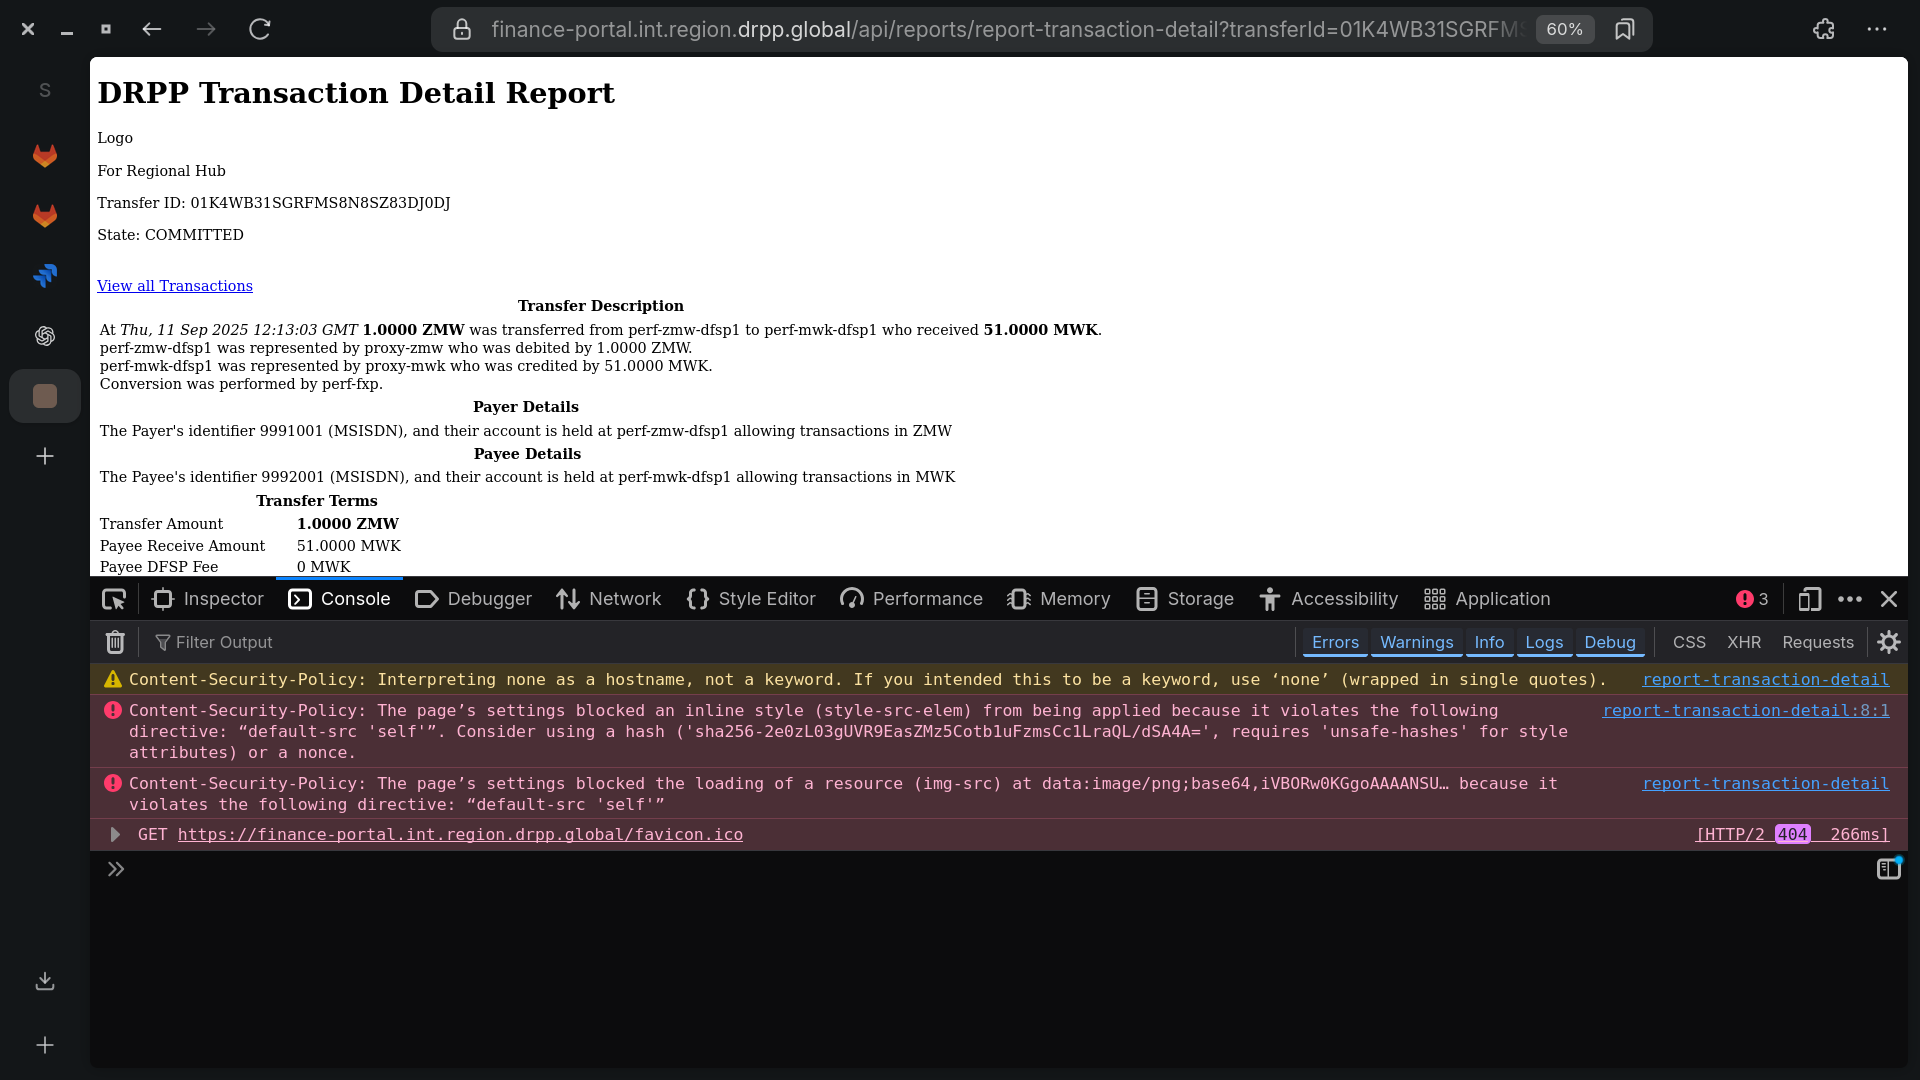 finance-portal.int.region.drpp.global/api/reports/report-transaction-detail?transferId=01K4WB31SGRFMS
60%
S
DRPP Transaction Detail Report
Logo
For Regional Hub
Transfer ID: 01K4WB31SGRFMS8N8SZ83DJ0DJ
State: COMMITTED
View all Transactions
Transfer Description
At Thu, 11 Sep 2025 12:13:03 GMT 1.0000 ZMW was transferred from perf-zmw-dfsp1 to perf-mwk-dfsp1 who received 51.0000 MWK.
perf-zmw-dfsp1 was represented by proxy-zmw who was debited by 1.0000 ZMW.
perf-mwk-dfsp1 was represented by proxy-mwk who was credited by 51.0000 MWK.
Conversion was performed by perf-fxp.
Payer Details
The Payer's identifier 9991001 (MSISDN), and their account is held at perf-zmw-dfsp1 allowing transactions in ZMW
Payee Details
The Payee's identifier 9992001 (MSISDN), and their account is held at perf-mwk-dfsp1 allowing transactions in MWK
Transfer Terms
Transfer Amount 1.0000 ZMW
Payee Receive Amount 51.0000 MWK
Payee DFSP Fee 0 MWK
Inspector Console Debugger Network Style Editor Performance Memory Storage Accessibility Application 3
Filter Output Errors Warnings Info Logs Debug CSS XHR Requests
Content-Security-Policy: Interpreting none as a hostname, not a keyword. If you intended this to be a keyword, use ‘none’ (wrapped in single quotes). report-transaction-detail
Content-Security-Policy: The page’s settings blocked an inline style (style-src-elem) from being applied because it violates the following report-transaction-detail:8:1
directive: “default-src 'self'”. Consider using a hash ('sha256-2e0zL03gUVR9EasZMz5Cotb1uFzmsCc1LraQL/dSA4A=', requires 'unsafe-hashes' for style
attributes) or a nonce.
Content-Security-Policy: The page’s settings blocked the loading of a resource (img-src) at data:image/png;base64,iVBORw0KGgoAAAANSU… because it report-transaction-detail
violates the following directive: “default-src 'self'”
GET https://finance-portal.int.region.drpp.global/favicon.ico [HTTP/2 404 266ms]